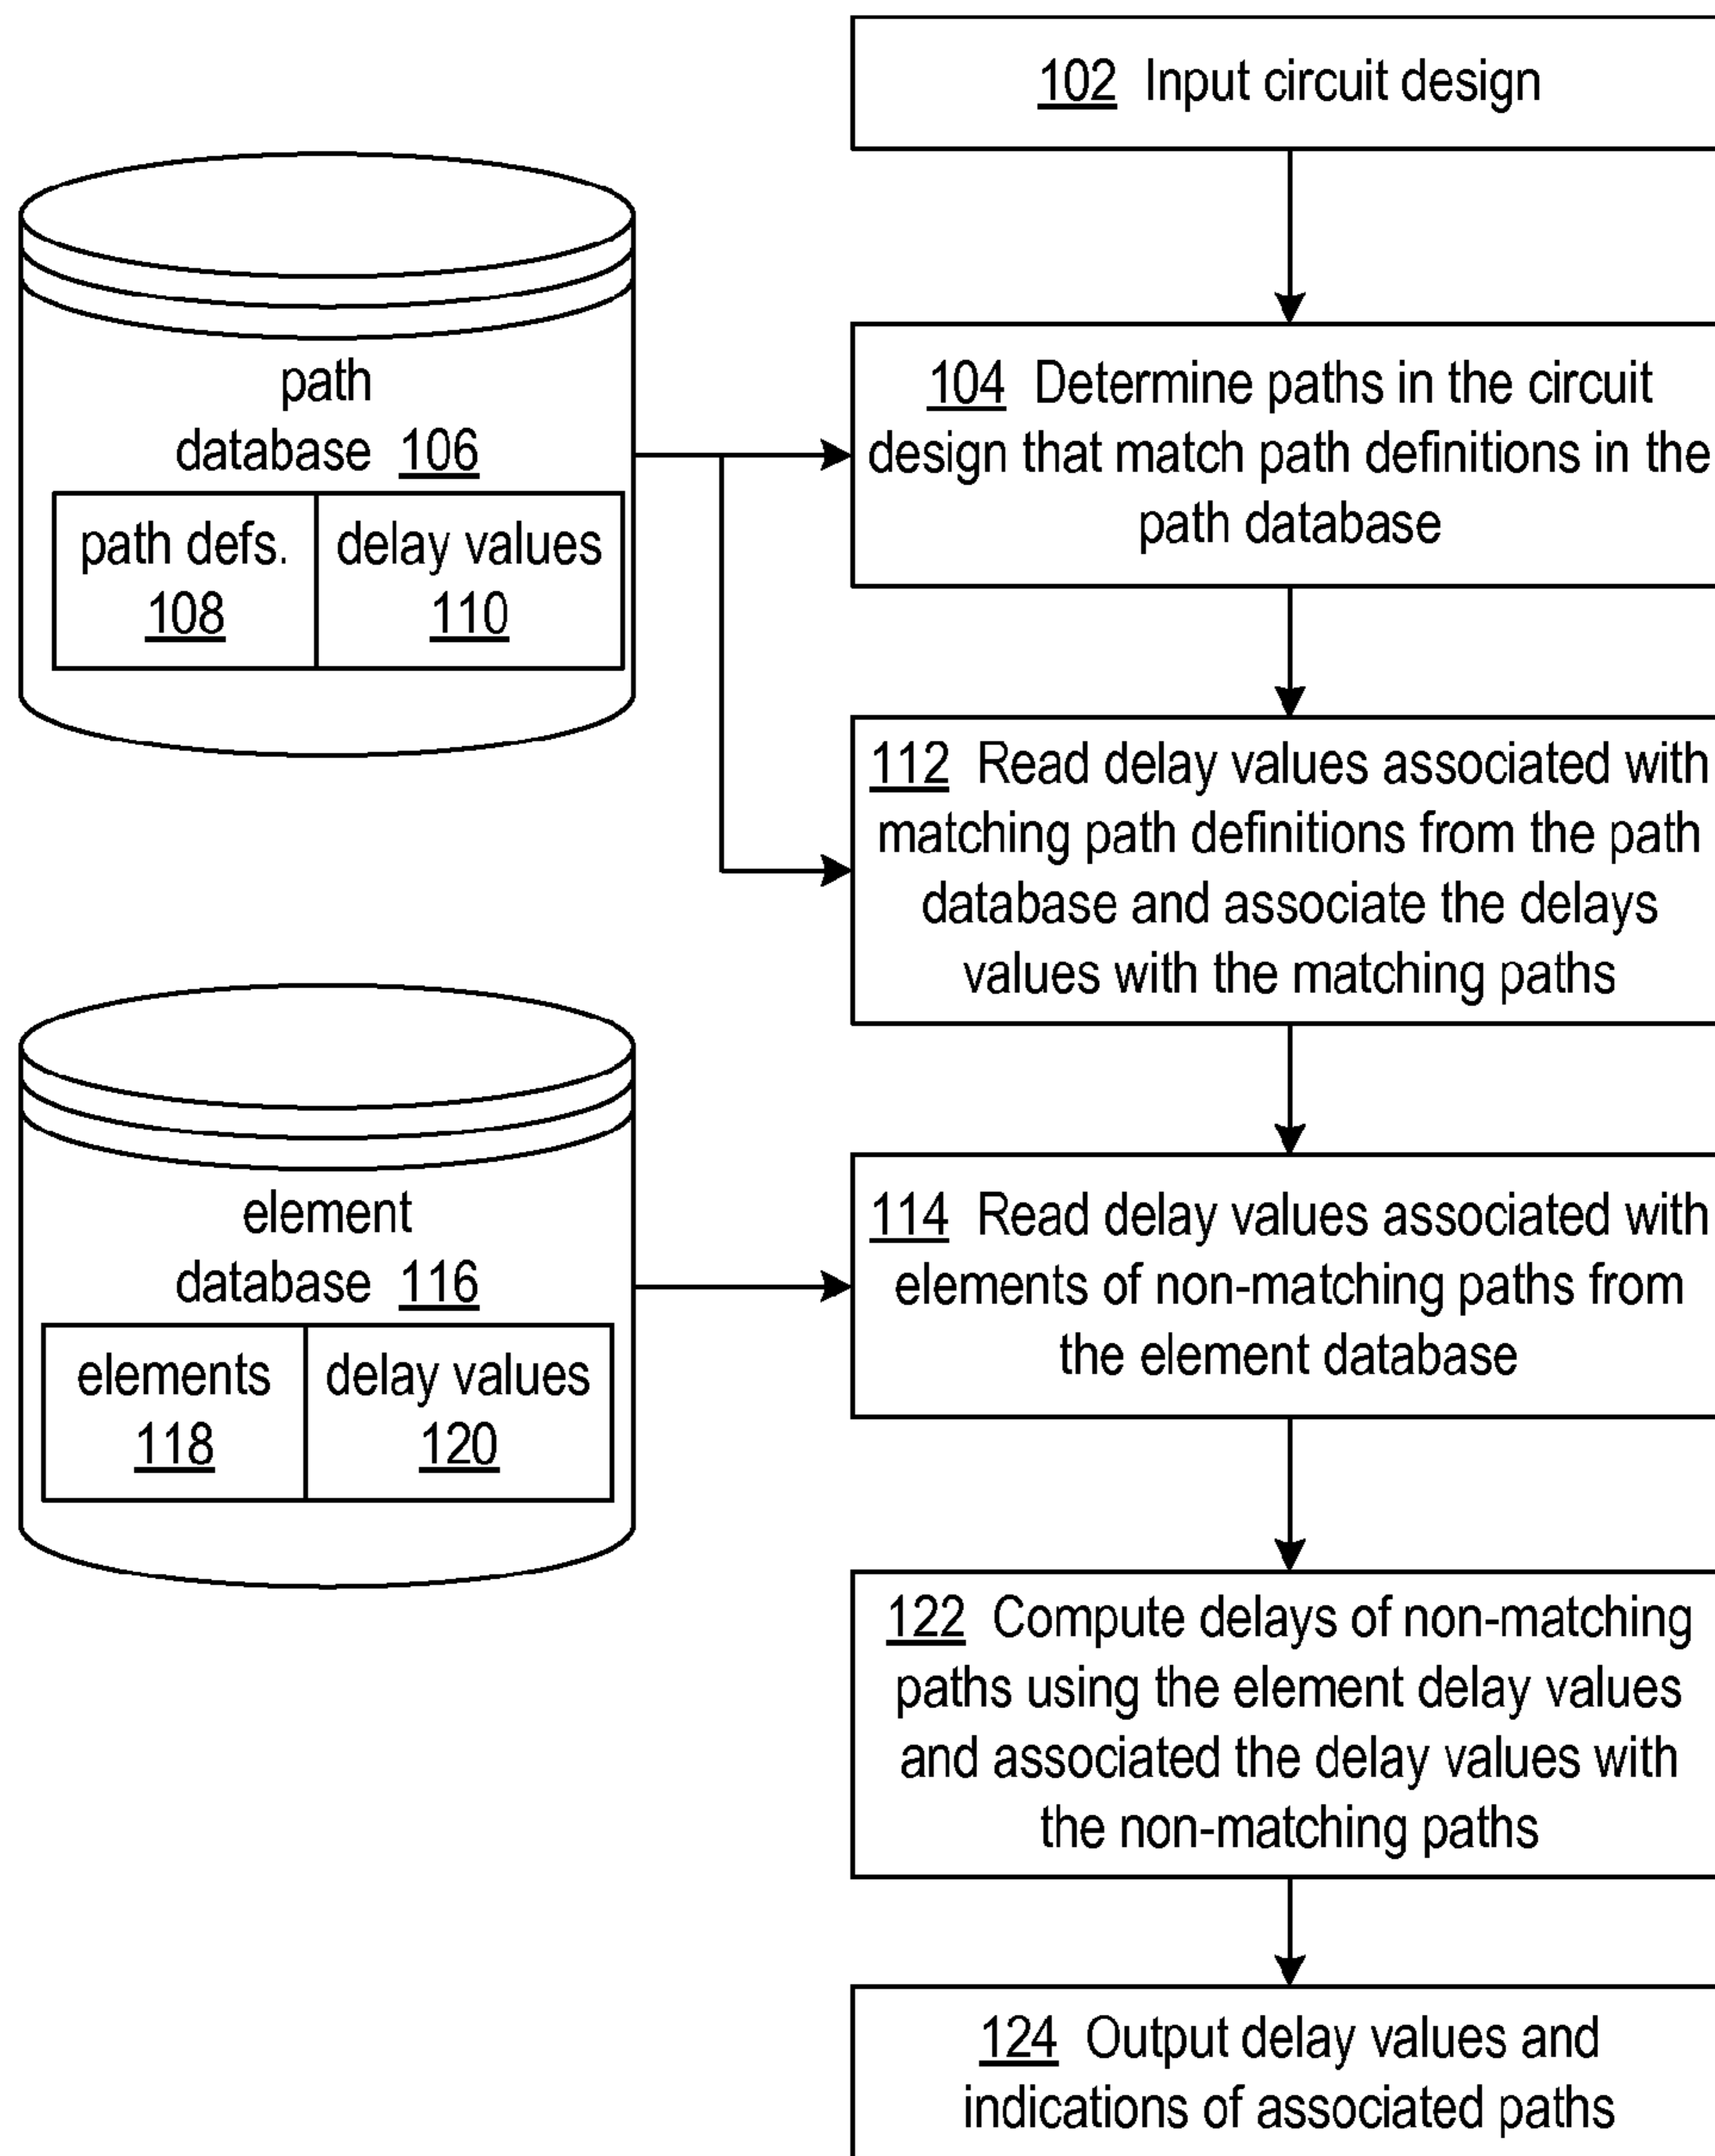 102 Input circuit design
path
database 106
path defs.
108
delay values
110
104 Determine paths in the circuit
design that match path definitions in the
path database
112 Read delay values associated with
matching path definitions from the path
database and associate the delays
values with the matching paths
element
database 116
elements
118
delay values
120
114 Read delay values associated with
elements of non-matching paths from
the element database
122 Compute delays of non-matching
paths using the element delay values
and associated the delay values with
the non-matching paths
124 Output delay values and
indications of associated paths